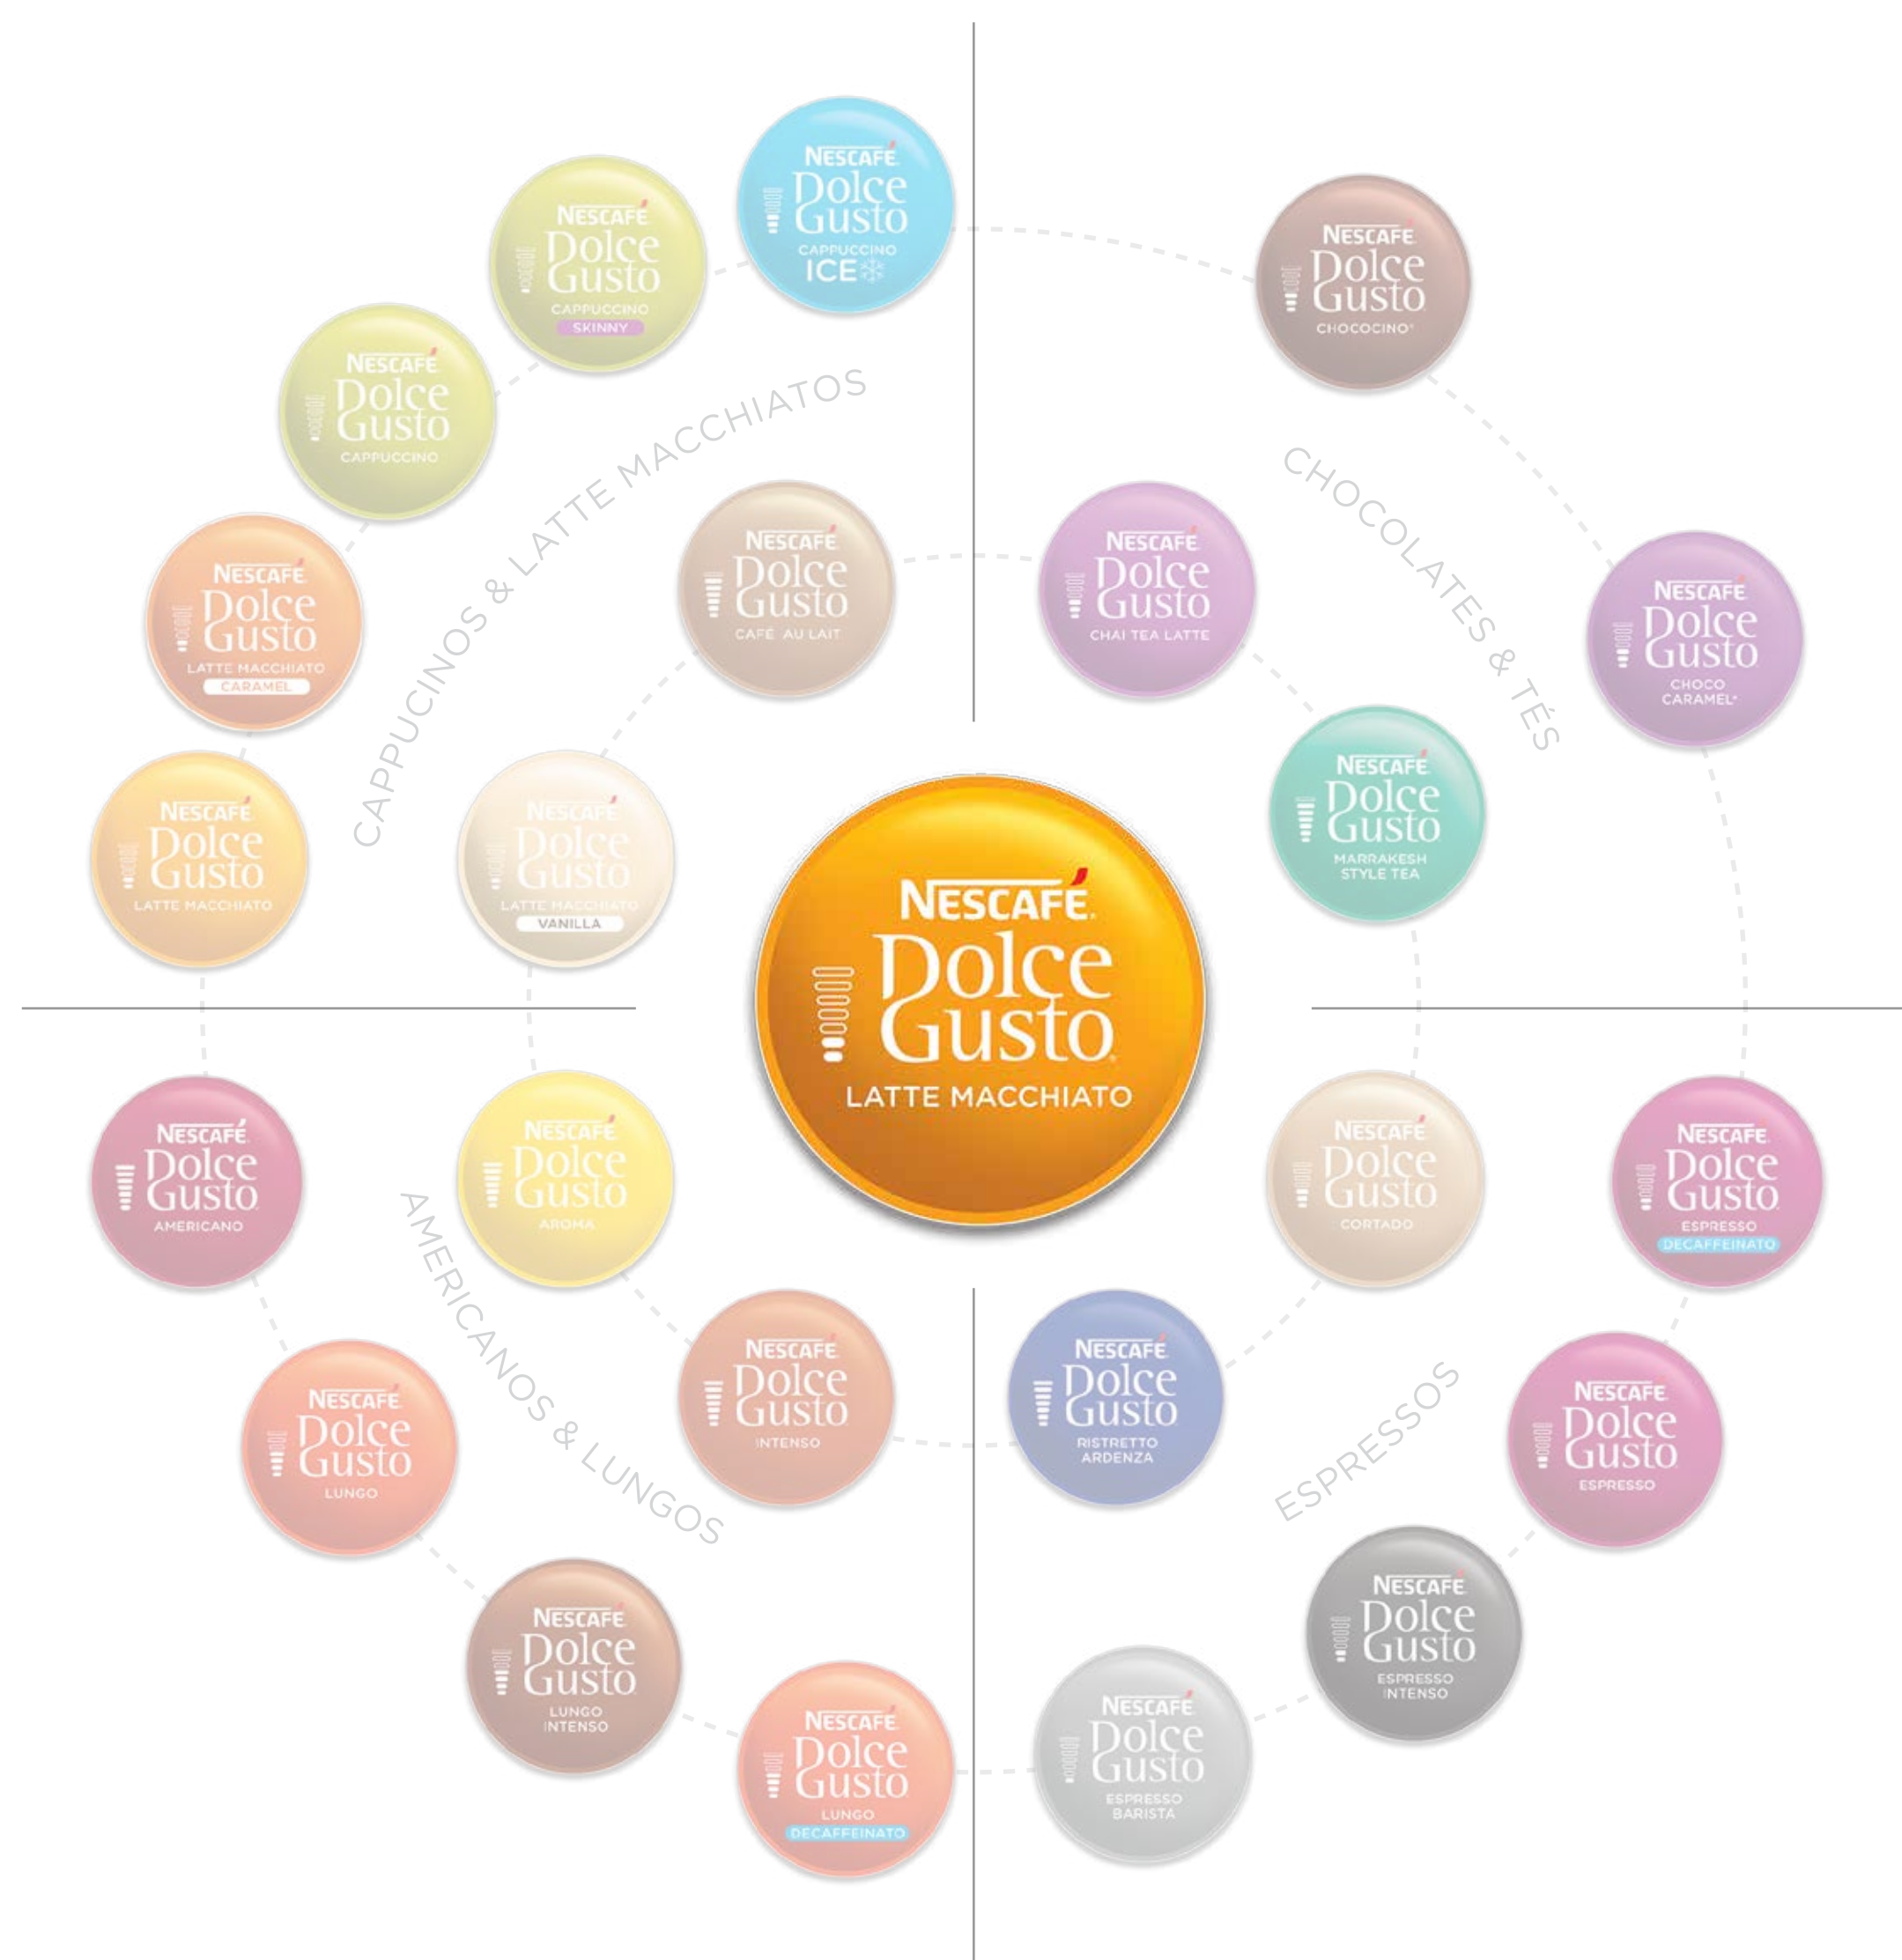 NESCAFÉ
Dolce
Gusto
CAPPUCCINO
ICE
NESCAFÉ
Dolce
Gusto
CAPPUCCINO
SKINNY
NESCAFÉ
Dolce
Gusto
CAPPUCCINO
NESCAFÉ
Dolce
Gusto
LATTE MACCHIATO
CARAMEL
NESCAFÉ
Dolce
Gusto
LATTE MACCHIATO
CAPPUCINOS & LATTE MACCHIATOS
NESCAFÉ
Dolce
Gusto
CAFÉ AU LAIT
NESCAFÉ
Dolce
Gusto
LATTE MACCHIATO
VANILLA
NESCAFÉ
Dolce
Gusto
CHOCOCINO*
CHOCOLATES & TÉS
NESCAFÉ
Dolce
Gusto
CHAI TEA LATTE
NESCAFÉ
Dolce
Gusto
CHOCO
CARAMEL*
NESCAFÉ
Dolce
Gusto
MARRAKESH
STYLE TEA
NESCAFÉ.
Dolce
Gusto
LATTE MACCHIATO
NESCAFÉ
Dolce
Gusto
AMERICANO
NESCAFÉ
Dolce
Gusto
AROMA
AMERICANOS & LUNGOS
NESCAFÉ
Dolce
Gusto
INTENSO
NESCAFÉ
Dolce
Gusto
LUNGO
NESCAFÉ
Dolce
Gusto
LUNGO
INTENSO
NESCAFÉ
Dolce
Gusto
LUNGO
DECAFFEINATO
NESCAFÉ
Dolce
Gusto
CORTADO
NESCAFÉ
Dolce
Gusto
ESPRESSO
DECAFFEINATO
NESCAFÉ
Dolce
Gusto
RISTRETTO
ARDENZA
ESPRESSOS
NESCAFÉ
Dolce
Gusto
ESPRESSO
NESCAFÉ
Dolce
Gusto
ESPRESSO
INTENSO
NESCAFÉ
Dolce
Gusto
ESPRESSO
BARISTA